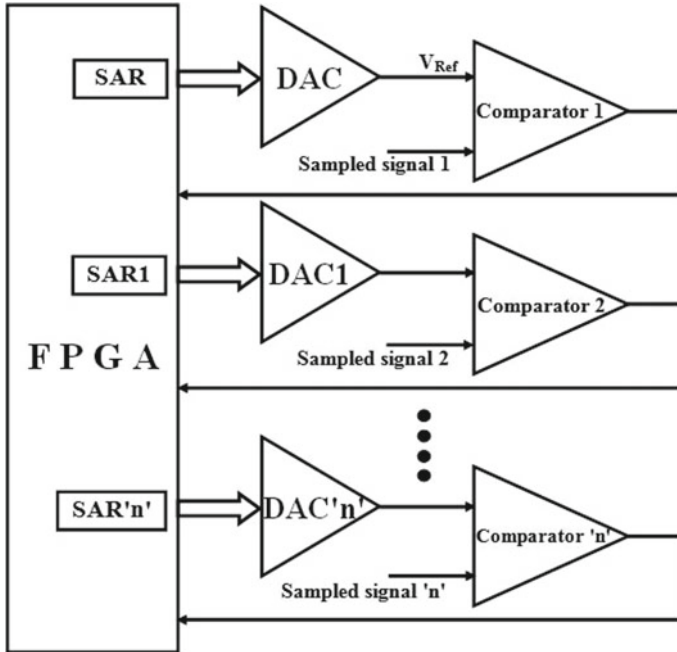 SAR
DAC
V_Ref
Comparator 1
Sampled signal 1
SAR1
DAC1
Comparator 2
Sampled signal 2
F P G A
SAR'n'
DAC'n'
Comparator 'n'
Sampled signal 'n'